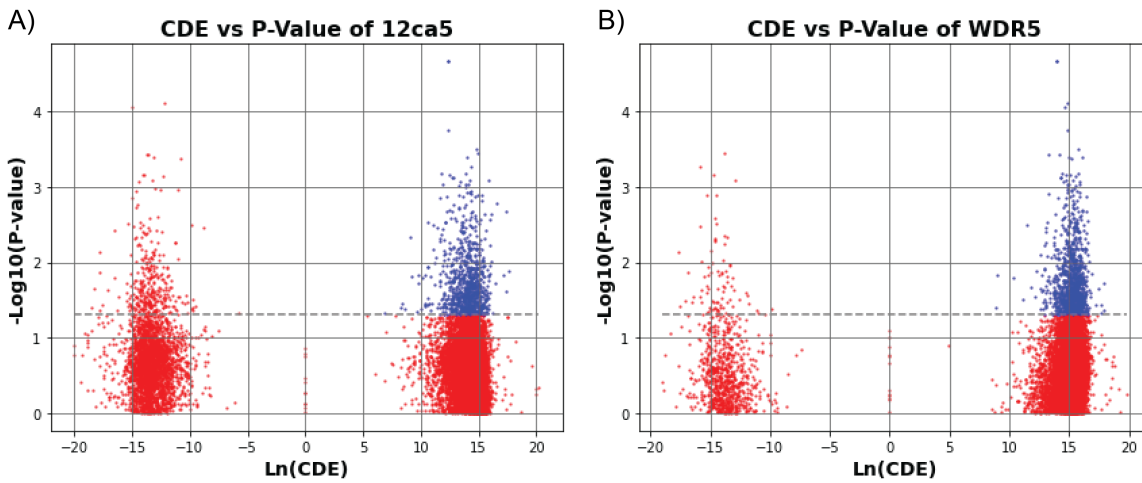 A)
CDE vs P-Value of 12ca5
-Log10(P-value)
4
3
2
1
0
−20 −15 −10 −5 0 5 10 15 20
Ln(CDE)
B)
CDE vs P-Value of WDR5
-Log10(P-value)
4
3
2
1
0
−20 −15 −10 −5 0 5 10 15 20
Ln(CDE)